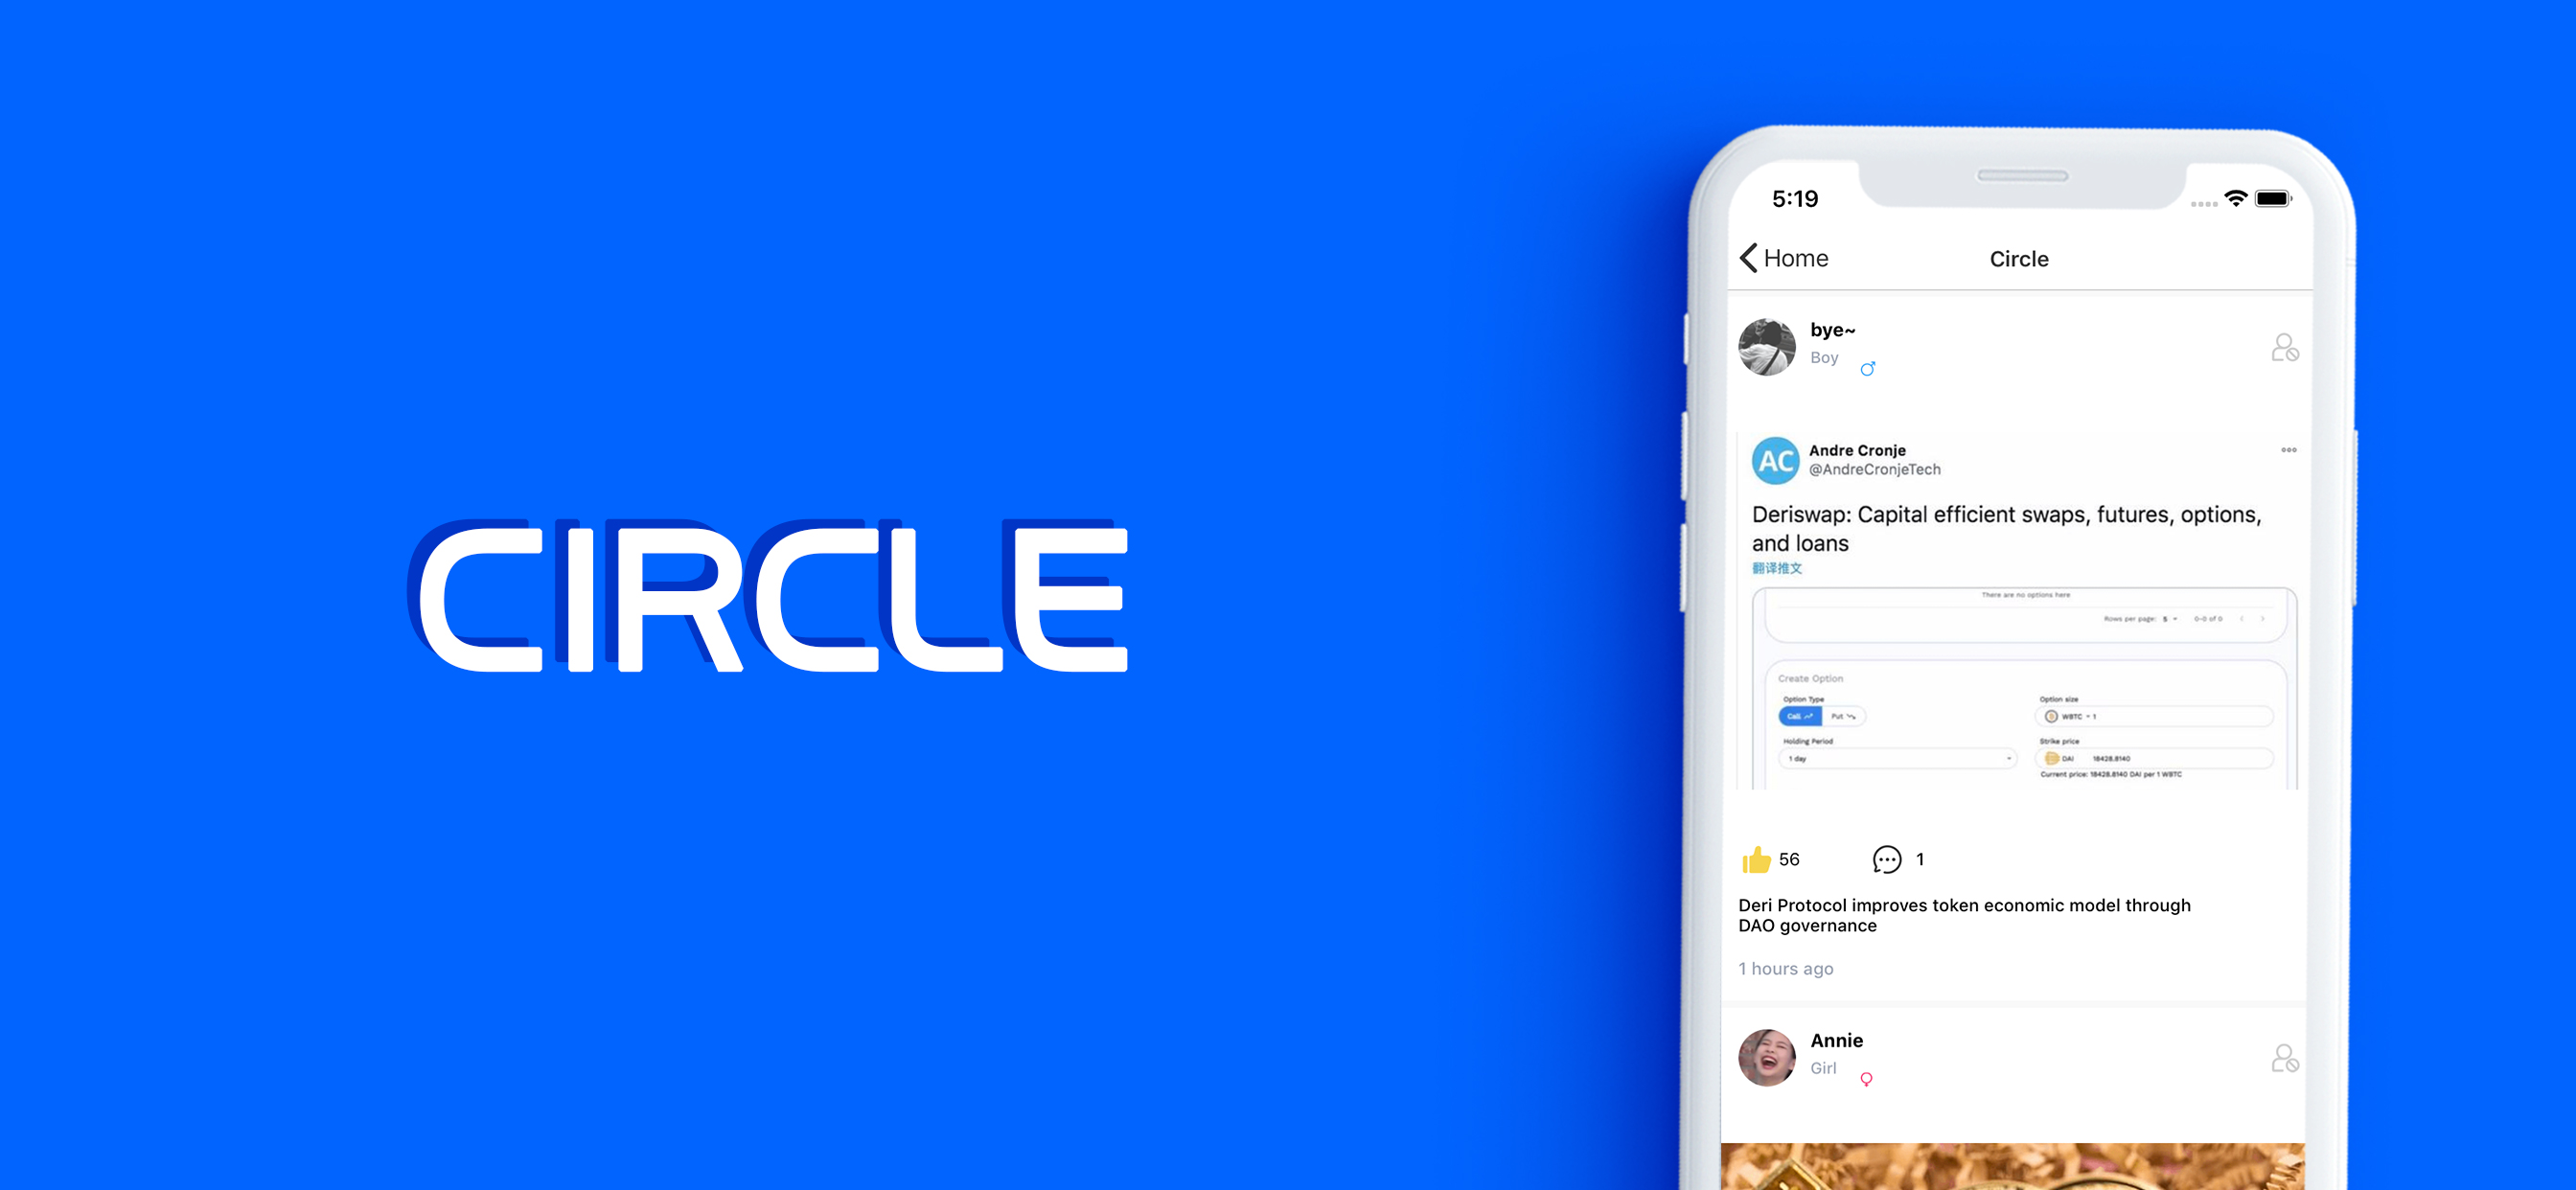 CIRCLE
5:19
Home
Circle
bye~
Boy
Andre Cronje
@AndreCronjeTech
Deriswap: Capital efficient swaps, futures, options,
and loans
翻译推文
There are no options here
Rows per page: 5
0-0 of 0
Create Option
Option Type
Option size
Call
Put
WBTC
1
Holding Period
Strike price
1 day
DAI
18428.8140
Current price: 18428.8140 DAI per 1 WBTC
56
1
Deri Protocol improves token economic model through
DAO governance
1 hours ago
Annie
Girl